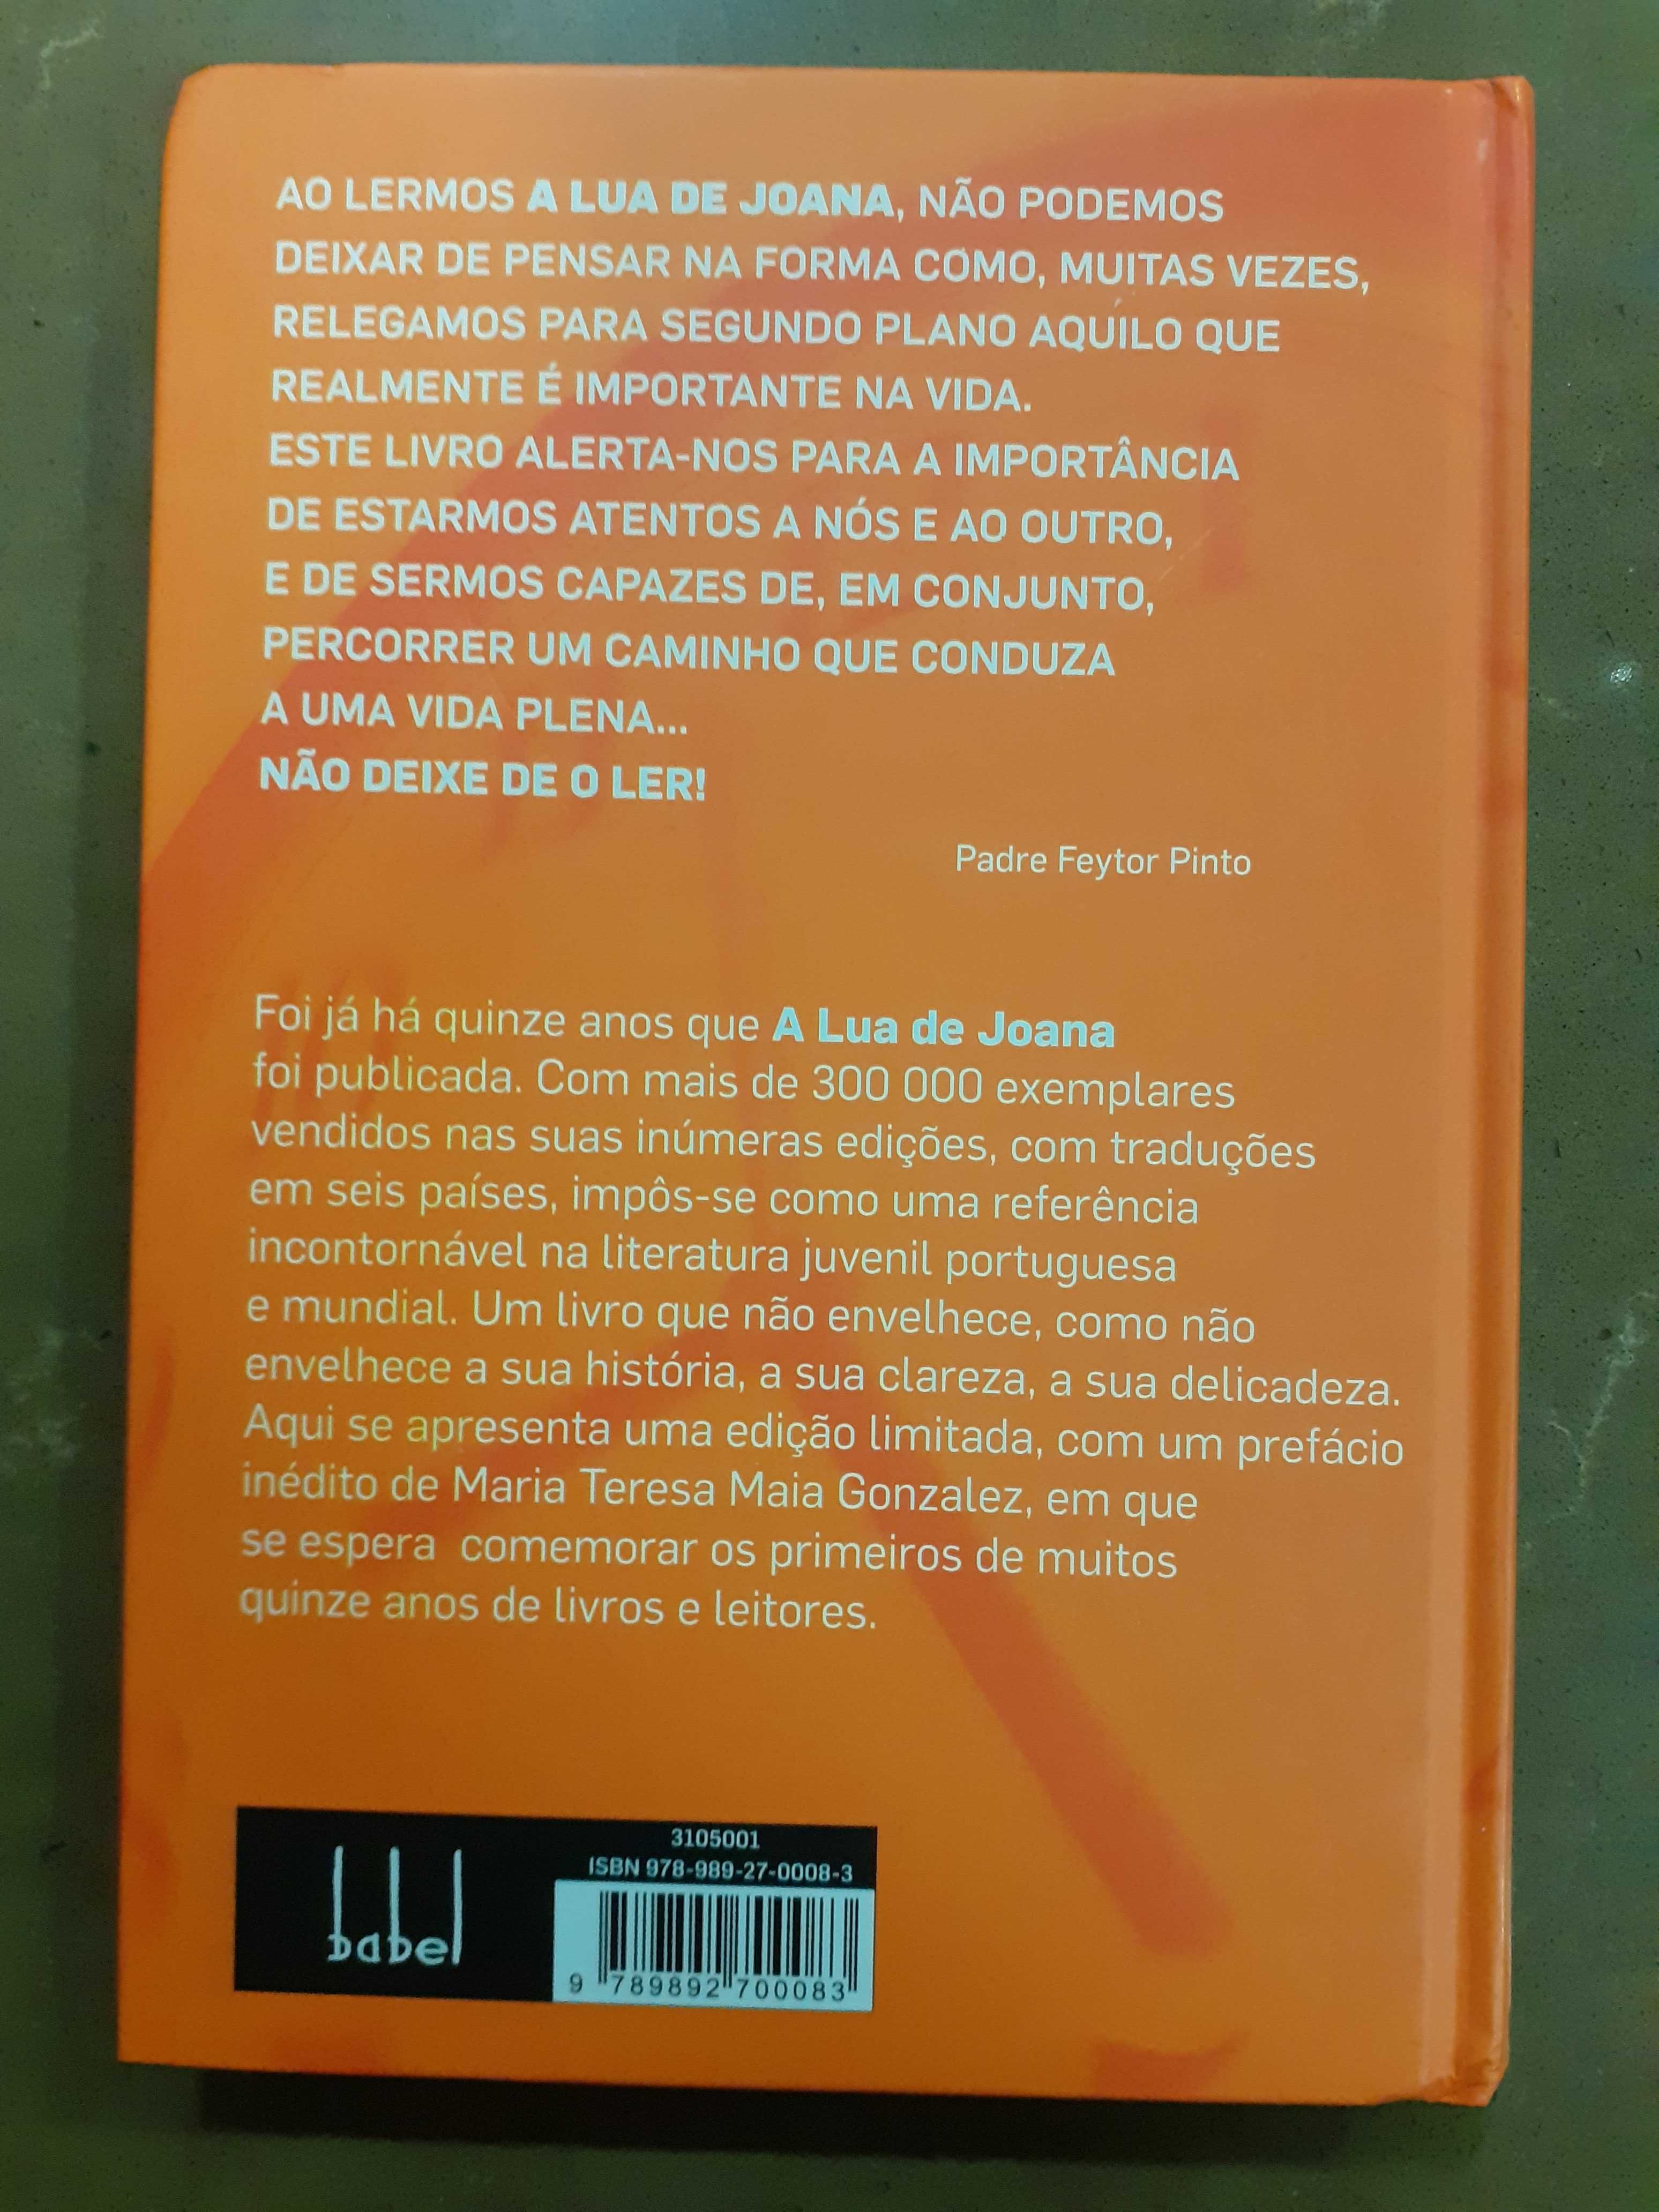 AO LERMOS A LUA DE JOANA, NÃO PODEMOS
DEIXAR DE PENSAR NA FORMA COMO, MUITAS VEZES,
RELEGAMOS PARA SEGUNDO PLANO AQUILO QUE
REALMENTE É IMPORTANTE NA VIDA.
ESTE LIVRO ALERTA-NOS PARA A IMPORTÂNCIA
DE ESTARMOS ATENTOS A NÓS E AO OUTRO,
E DE SERMOS CAPAZES DE, EM CONJUNTO,
PERCORRER UM CAMINHO QUE CONDUZA
A UMA VIDA PLENA...
NÃO DEIXE DE O LER!
Padre Feytor Pinto
Foi já há quinze anos que A Lua de Joana
foi publicada. Com mais de 300 000 exemplares
vendidos nas suas inúmeras edições, com traduções
em seis países, impôs-se como uma referência
incontornável na literatura juvenil portuguesa
e mundial. Um livro que não envelhece, como não
envelhece a sua história, a sua clareza, a sua delicadeza.
Aqui se apresenta uma edição limitada, com um prefácio
inédito de Maria Teresa Maia Gonzalez, em que
se espera comemorar os primeiros de muitos
quinze anos de livros e leitores.
babel
3105001
ISBN 978-989-27-0008-3
9 789892 700083